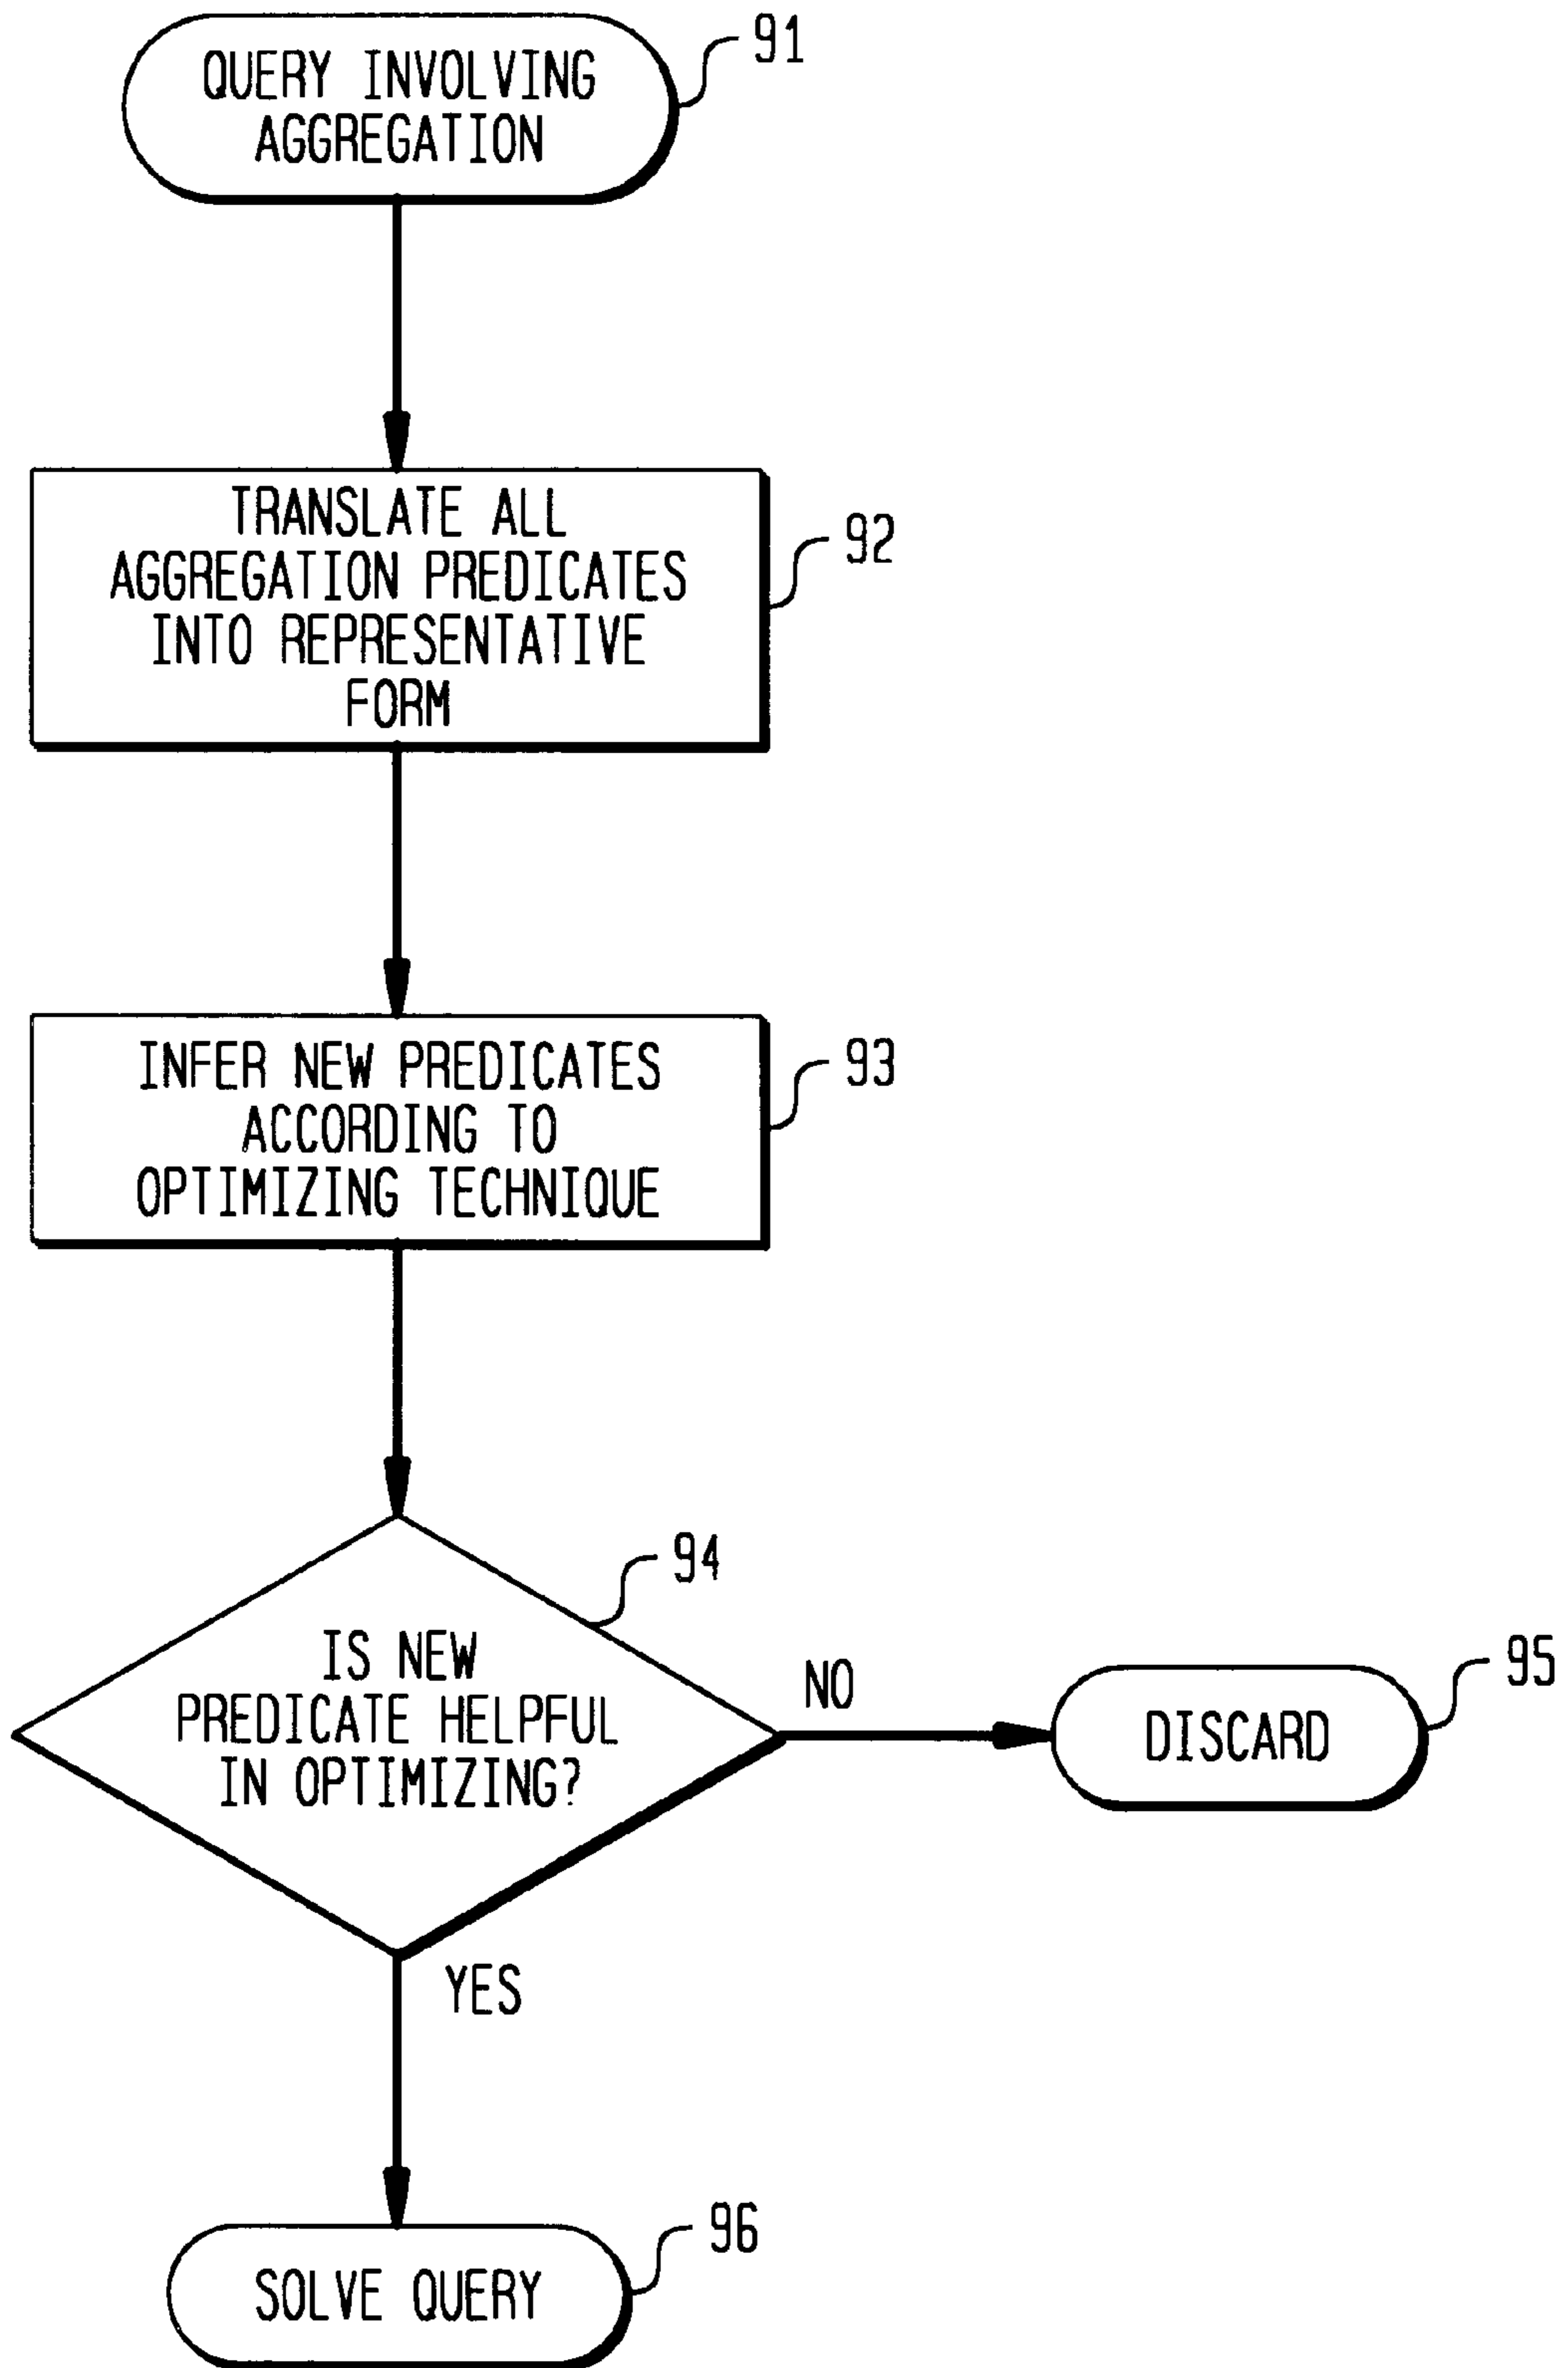 QUERY INVOLVING
AGGREGATION
91
TRANSLATE ALL
AGGREGATION PREDICATES
INTO REPRESENTATIVE
FORM
92
INFER NEW PREDICATES
ACCORDING TO
OPTIMIZING TECHNIQUE
93
94
IS NEW
PREDICATE HELPFUL
IN OPTIMIZING?
NO
DISCARD
95
YES
SOLVE QUERY
96